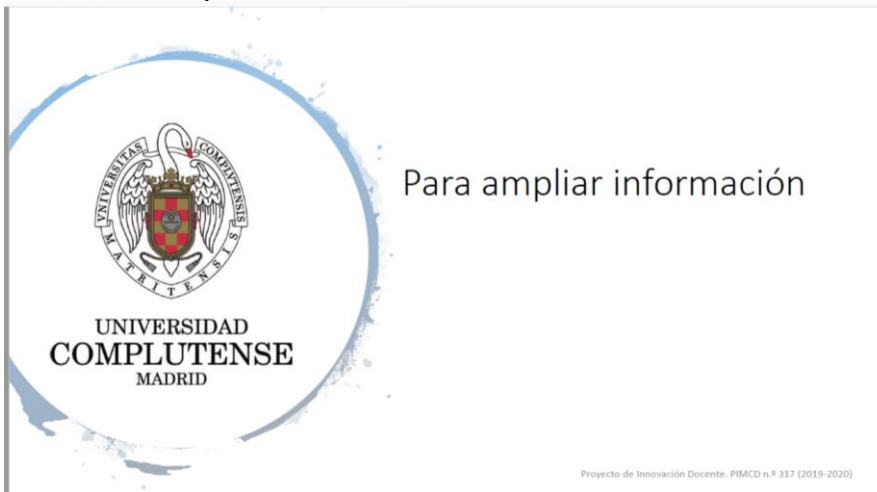 UNIVERSITAS COMPLUTENSIS
MATRITENSIS
UNIVERSIDAD
COMPLUTENSE
MADRID
Para ampliar información
Proyecto de Innovación Docente. PIMCD n.º 317 (2019-2020)